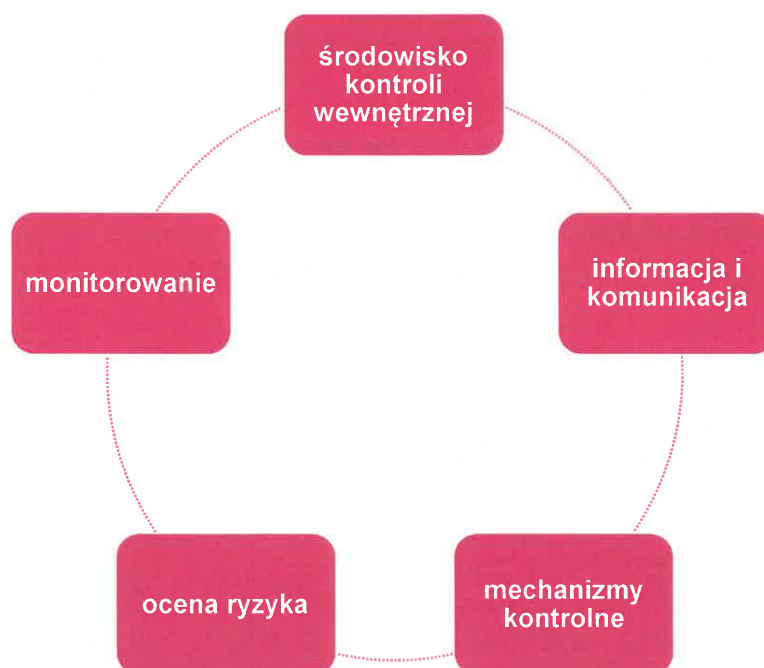 środowisko
kontroli
wewnętrznej
informacja i
komunikacja
mechanizmy
kontrolne
ocena ryzyka
monitorowanie